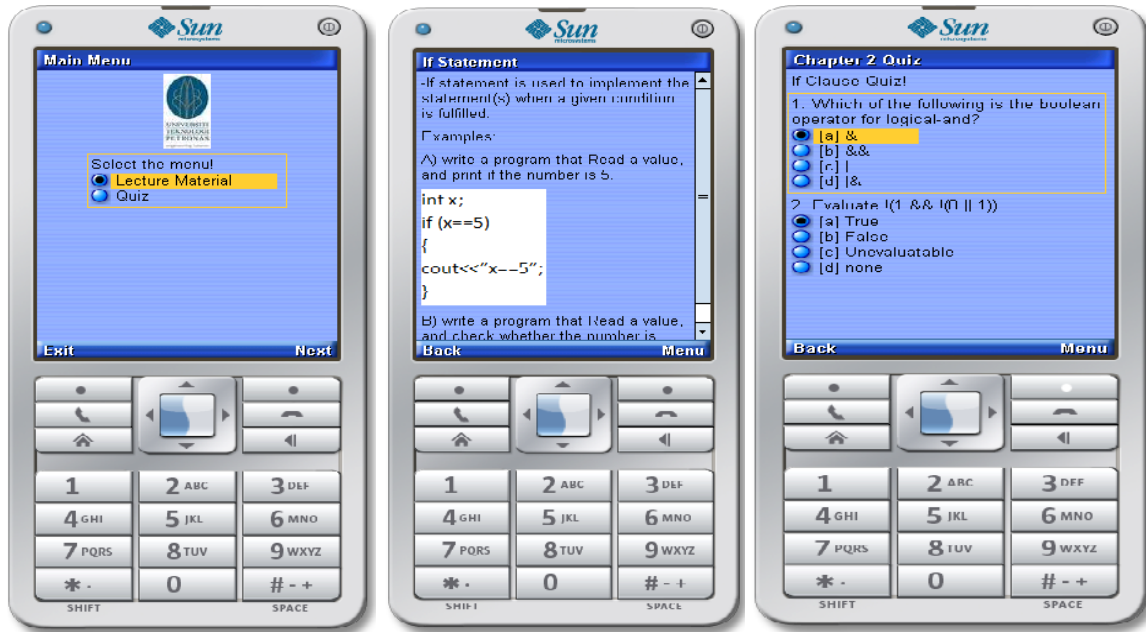 Sun
microsystems
Main Menu
UNIVERSITI
TEKNOLOGI
PETRONAS
Select the menu!
Lecture Material
Quiz
Exit Next
1 2 ABC 3 DEF
4 GHI 5 JKL 6 MNO
7 PQRS 8 TUV 9 WXYZ
* . 0 # - +
SHIFT SPACE
Sun
microsystems
If Statement
-If statement is used to implement the
statement(s) when a given condition
is fulfilled.
Examples:
A) write a program that Read a value,
and print if the number is 5.
int x;
if (x==5)
{
cout<<"x==5";
}
B) write a program that Read a value,
and check whether the number is
Back Menu
1 2 ABC 3 DEF
4 GHI 5 JKL 6 MNO
7 PQRS 8 TUV 9 WXYZ
* . 0 # - +
SHIFT SPACE
Sun
microsystems
Chapter 2 Quiz
If Clause Quiz!
1. Which of the following is the boolean
operator for logical-and?
[a] &
[b] &&
[c] |
[d] |&
2. Evaluate !(1 && !(0 || 1))
[a] True
[b] False
[c] Unevaluatable
[d] none
Back Menu
1 2 ABC 3 DEF
4 GHI 5 JKL 6 MNO
7 PQRS 8 TUV 9 WXYZ
* . 0 # - +
SHIFT SPACE